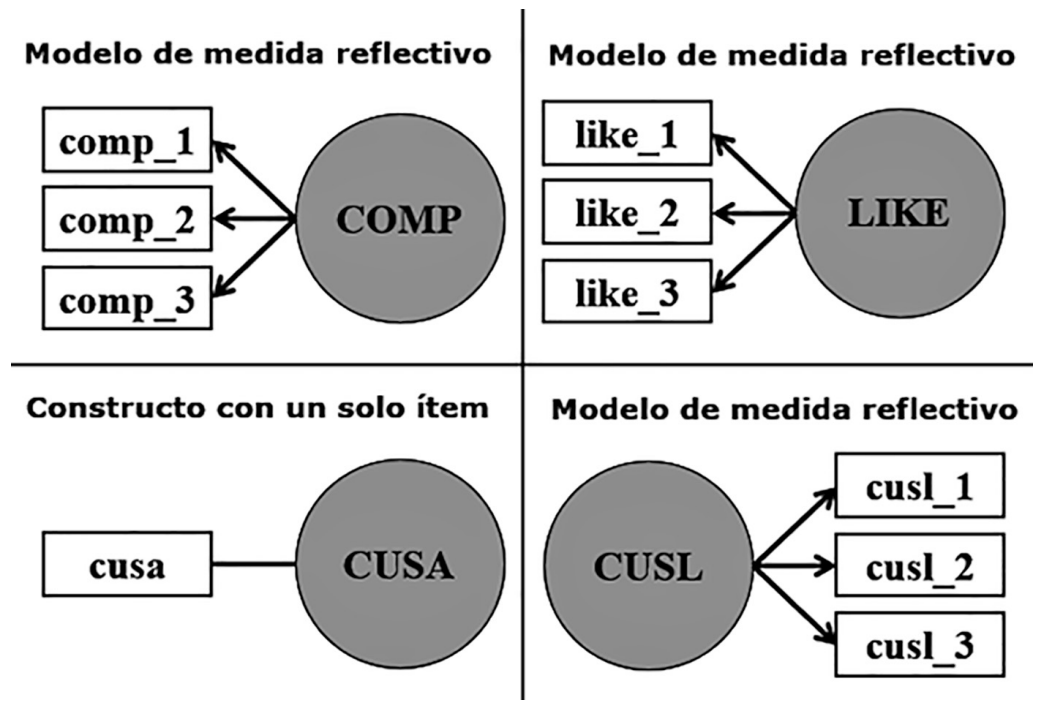 Modelo de medida reflectivo
comp_1
comp_2
comp_3
COMP
Modelo de medida reflectivo
like_1
like_2
like_3
LIKE
Constructo con un solo ítem
cusa
CUSA
Modelo de medida reflectivo
CUSL
cusl_1
cusl_2
cusl_3